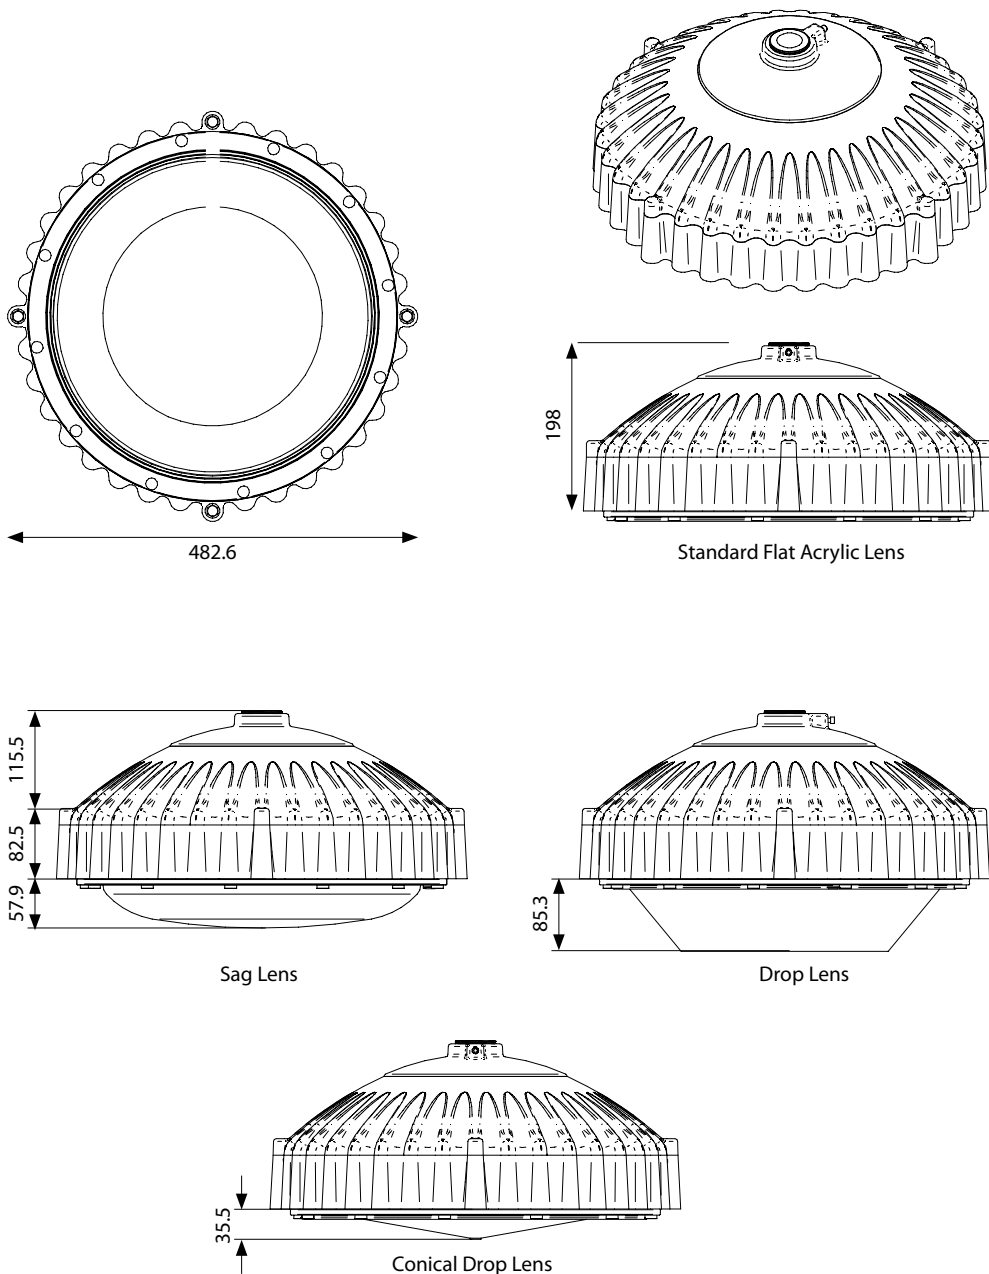 482.6
198
Standard Flat Acrylic Lens
115.5
82.5
57.9
Sag Lens
85.3
Drop Lens
35.5
Conical Drop Lens